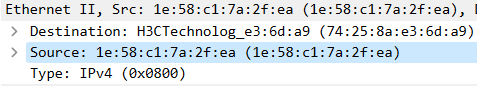 Ethernet II, Src: 1e:58:c1:7a:2f:ea (1e:58:c1:7a:2f:ea),
Destination: H3CTechnolog_e3:6d:a9 (74:25:8a:e3:6d:a9)
Source: 1e:58:c1:7a:2f:ea (1e:58:c1:7a:2f:ea)
Type: IPv4 (0x0800)